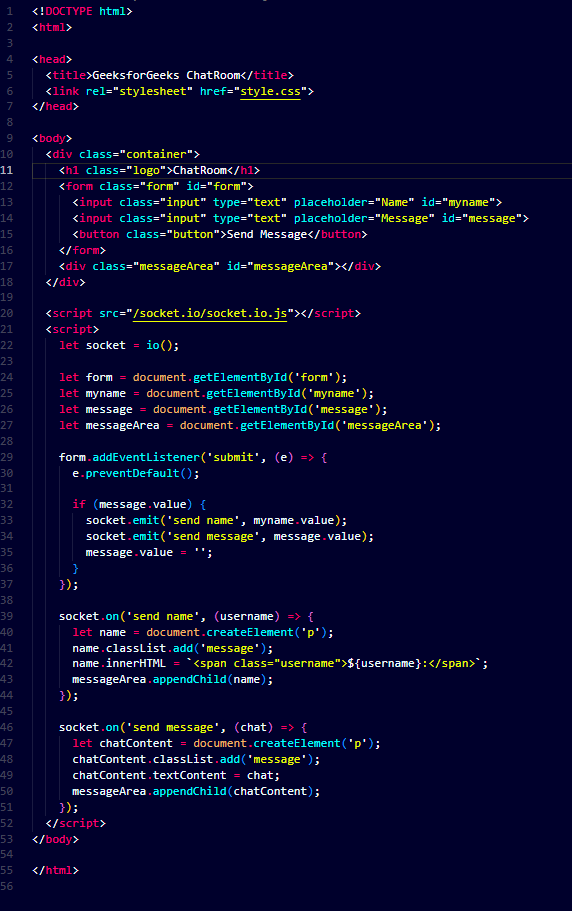 1 <!DOCTYPE html>
2 <html>
3
4 <head>
5   <title>GeeksforGeeks ChatRoom</title>
6   <link rel="stylesheet" href="style.css">
7 </head>
8
9 <body>
10   <div class="container">
11     <h1 class="logo">ChatRoom</h1>
12     <form class="form" id="form">
13       <input class="input" type="text" placeholder="Name" id="myname">
14       <input class="input" type="text" placeholder="Message" id="message">
15       <button class="button">Send Message</button>
16     </form>
17     <div class="messageArea" id="messageArea"></div>
18   </div>
19
20   <script src="/socket.io/socket.io.js"></script>
21   <script>
22     let socket = io();
23
24     let form = document.getElementById('form');
25     let myname = document.getElementById('myname');
26     let message = document.getElementById('message');
27     let messageArea = document.getElementById('messageArea');
28
29     form.addEventListener('submit', (e) => {
30       e.preventDefault();
31
32       if (message.value) {
33         socket.emit('send name', myname.value);
34         socket.emit('send message', message.value);
35         message.value = '';
36       }
37     });
38
39     socket.on('send name', (username) => {
40       let name = document.createElement('p');
41       name.classList.add('message');
42       name.innerHTML = `<span class="username">${username}:</span>`;
43       messageArea.appendChild(name);
44     });
45
46     socket.on('send message', (chat) => {
47       let chatContent = document.createElement('p');
48       chatContent.classList.add('message');
49       chatContent.textContent = chat;
50       messageArea.appendChild(chatContent);
51     });
52   </script>
53 </body>
54
55 </html>
56